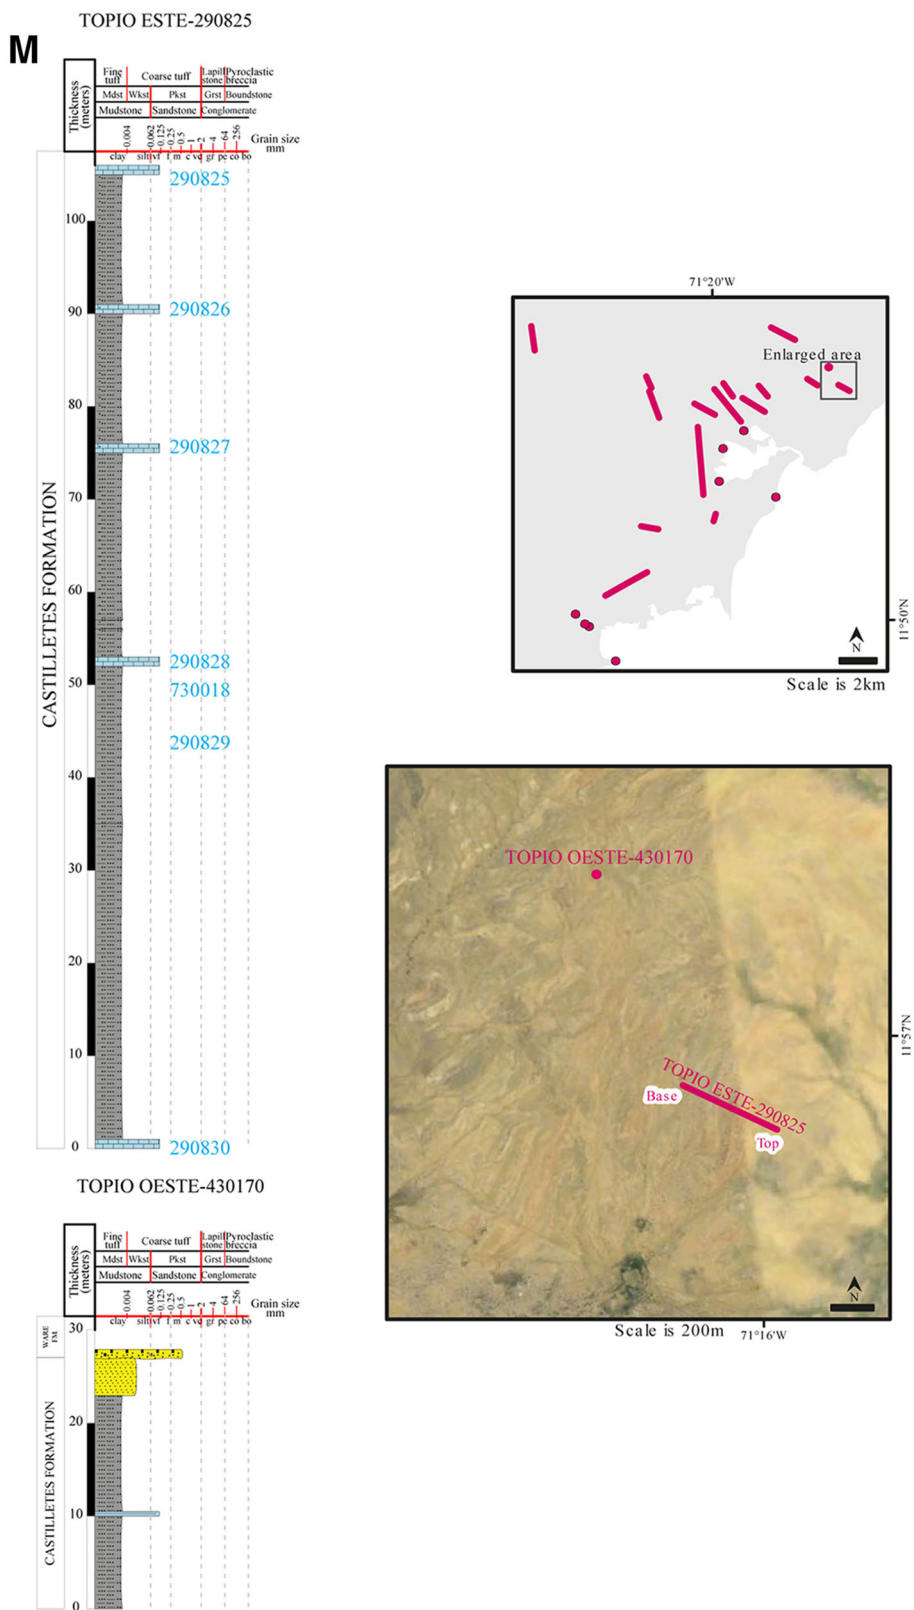 TOPIO ESTE-290825
M
Thickness (meters)
Fine tuff Coarse tuff Lapilli stone Pyroclastic breccia
Mdst Wkst Pkst Grst Boundstone
Mudstone Sandstone Conglomerate
0.004 0.062 0.125 0.25 0.5 1 2 4 64 256
Grain size mm
clay silt vf f m c vc gr pe co bo
CASTILLETES FORMATION
290825
100
290826
90
80
290827
70
60
290828
50
730018
290829
40
30
20
10
0
290830
TOPIO OESTE-430170
Thickness (meters)
Fine tuff Coarse tuff Lapilli stone Pyroclastic breccia
Mdst Wkst Pkst Grst Boundstone
Mudstone Sandstone Conglomerate
0.004 0.062 0.125 0.25 0.5 1 2 4 64 256
Grain size mm
clay silt vf f m c vc gr pe co bo
WARE FM.
CASTILLETES FORMATION
30
20
10
0
71°20'W
Enlarged area
11°50'N
N
Scale is 2km
TOPIO OESTE-430170
11°57'N
TOPIO ESTE-290825
Base
Top
N
Scale is 200m
71°16'W